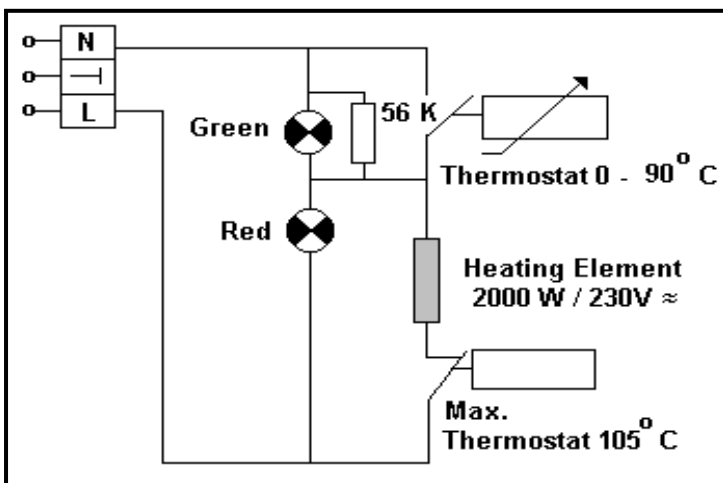 N
L
Green
56 K
Thermostat 0 - 90° C
Red
Heating Element
2000 W / 230V ≈
Max.
Thermostat 105° C